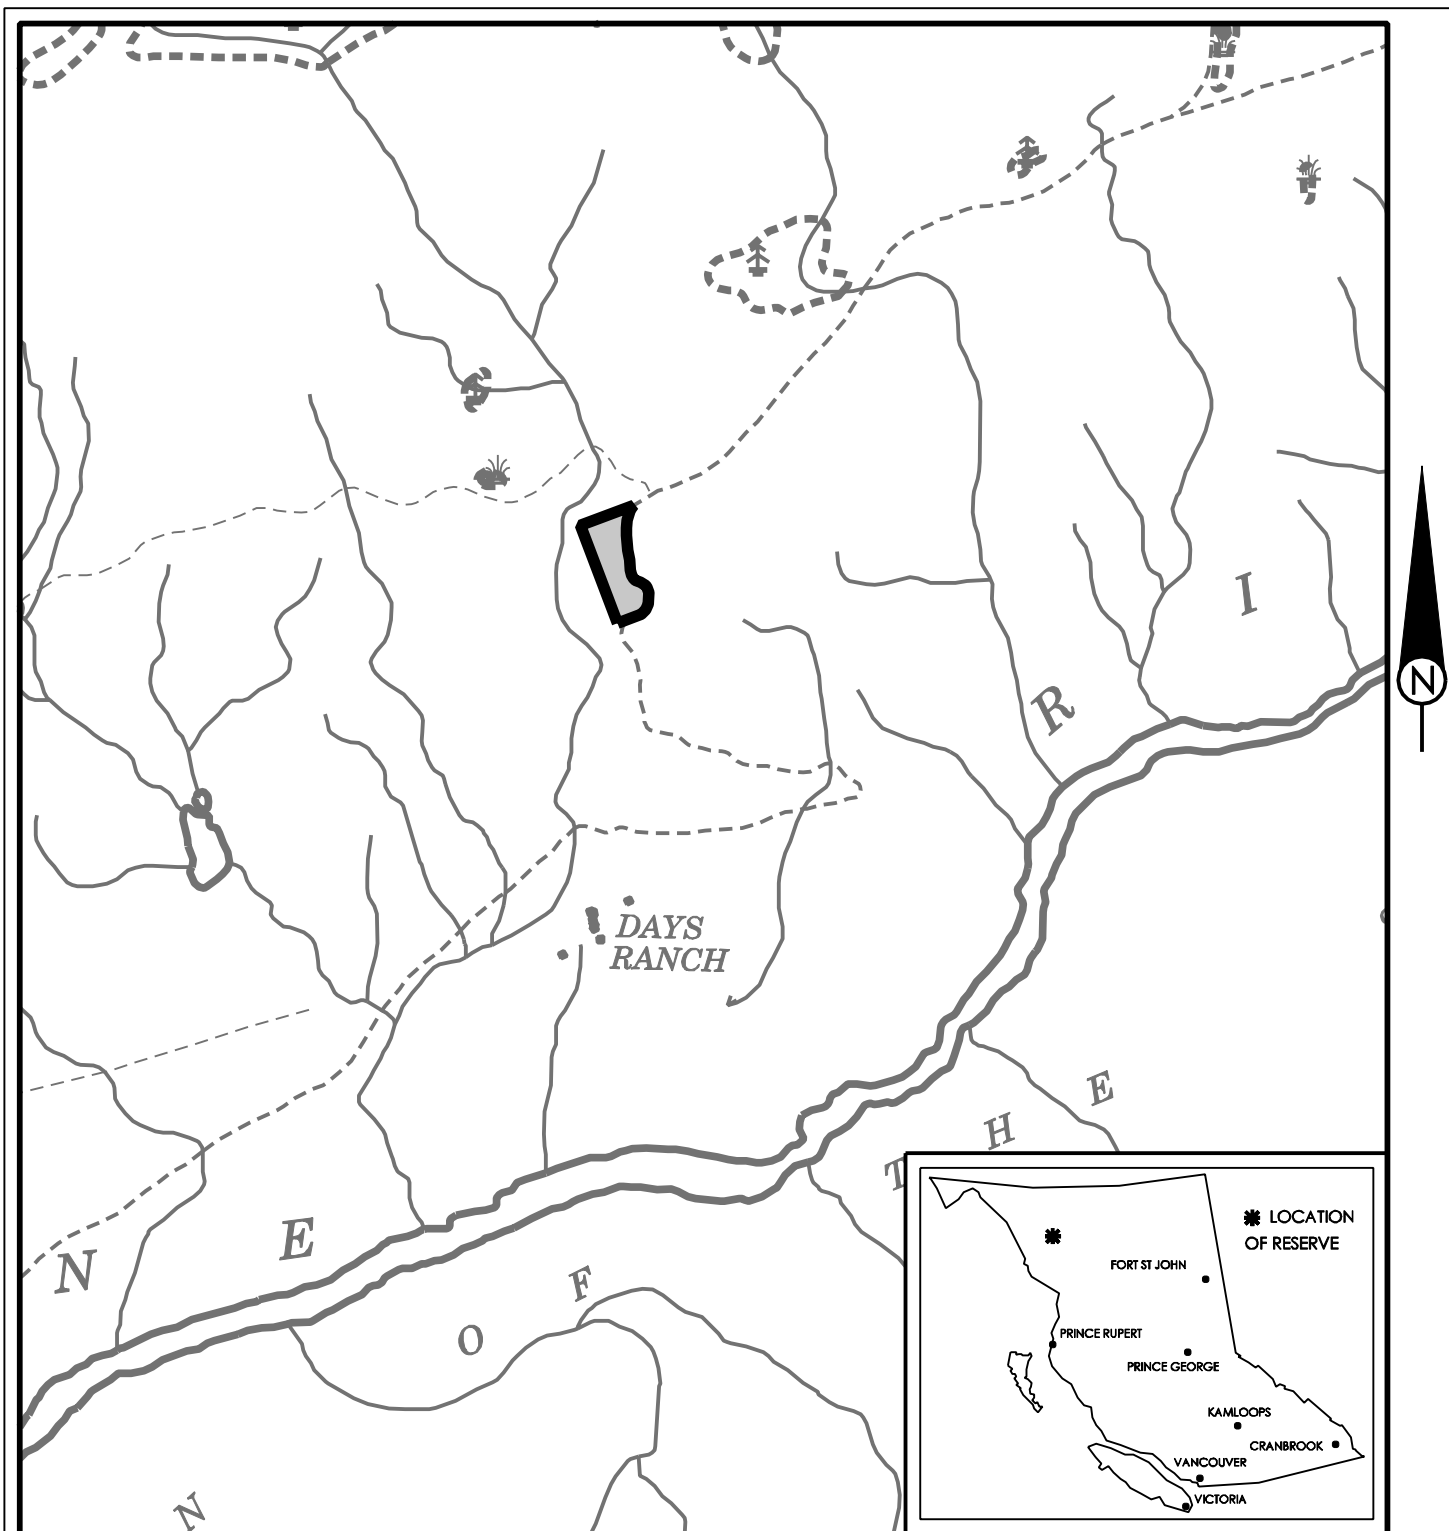 I
R
N
DAYS
RANCH
E
H
T
N
E
F
O
N
LOCATION
OF RESERVE
FORT ST JOHN
PRINCE RUPERT
PRINCE GEORGE
KAMLOOPS
CRANBROOK
VANCOUVER
VICTORIA